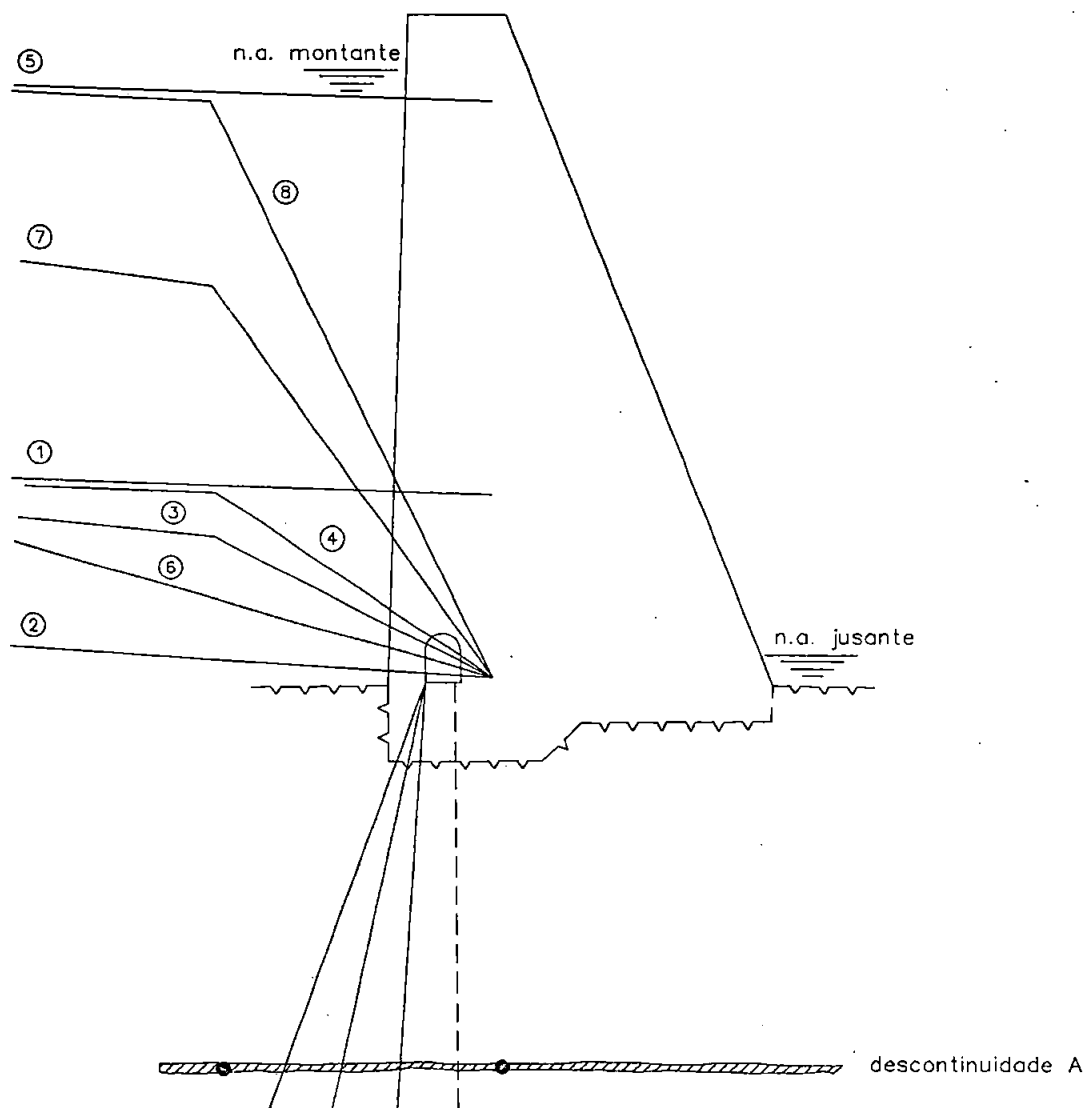 n.a. montante
⑤
⑧
⑦
①
③
④
⑥
②
n.a. jusante
descontinuidade A